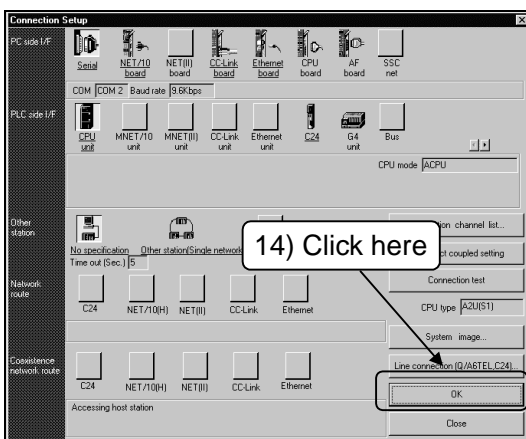 Connection Setup
PC side I/F
Serial
NET/10 board
NET(II) board
CC-Link board
Ethernet board
CPU board
AF board
SSC net
COM COM 2 Baud rate 9.6Kbps
PLC side I/F
CPU unit
MNET/10 unit
MNET(II) unit
CC-Link unit
Ethernet unit
C24
G4 unit
Bus
CPU mode ACPU
Other station
No specification
Other station(Single network
Time out (Sec.) 5
14) Click here
channel list...
coupled setting
Connection test
Network route
C24
NET/10(H)
NET(II)
CC-Link
Ethernet
CPU type A2U(S1)
System image...
Coexistence network route
C24
NET/10(H)
NET(II)
CC-Link
Ethernet
Line connection (Q/A6TEL,C24)...
OK
Accessing host station
Close